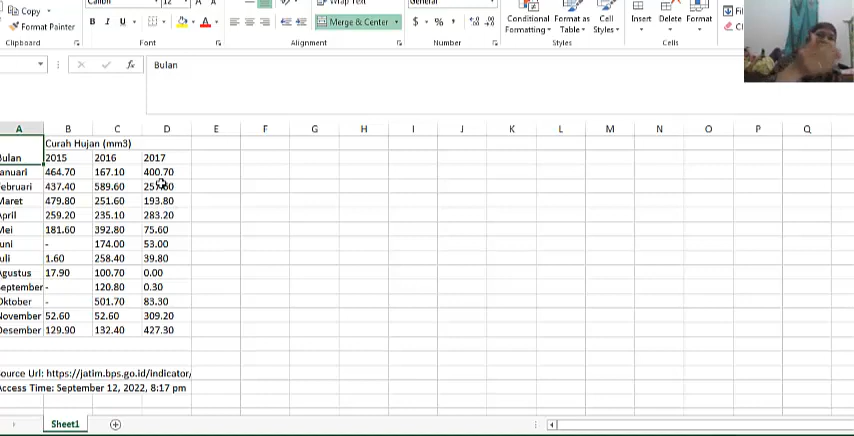 Copy
Format Painter
Clipboard
Calibri 12 A A
B I U A
Font
Wrap Text
Merge & Center
Alignment
General
$ % ,
Number
Conditional Formatting
Format as Table
Cell Styles
Styles
Insert Delete Format
Cells
fx Bulan
A B C D E F G H I J K L M N O P Q
Curah Hujan (mm3)
Bulan 2015 2016 2017
anuari 464.70 167.10 400.70
Februari 437.40 589.60
Maret 479.80 251.60 193.80
April 259.20 235.10 283.20
Mei 181.60 392.80 75.60
uni - 174.00 53.00
uli 1.60 258.40 39.80
Agustus 17.90 100.70 0.00
September - 120.80 0.30
Oktober - 501.70 83.30
November 52.60 52.60 309.20
Desember 129.90 132.40 427.30
ource Url: https://jatim.bps.go.id/indicator/
Access Time: September 12, 2022, 8:17 pm
Sheet1